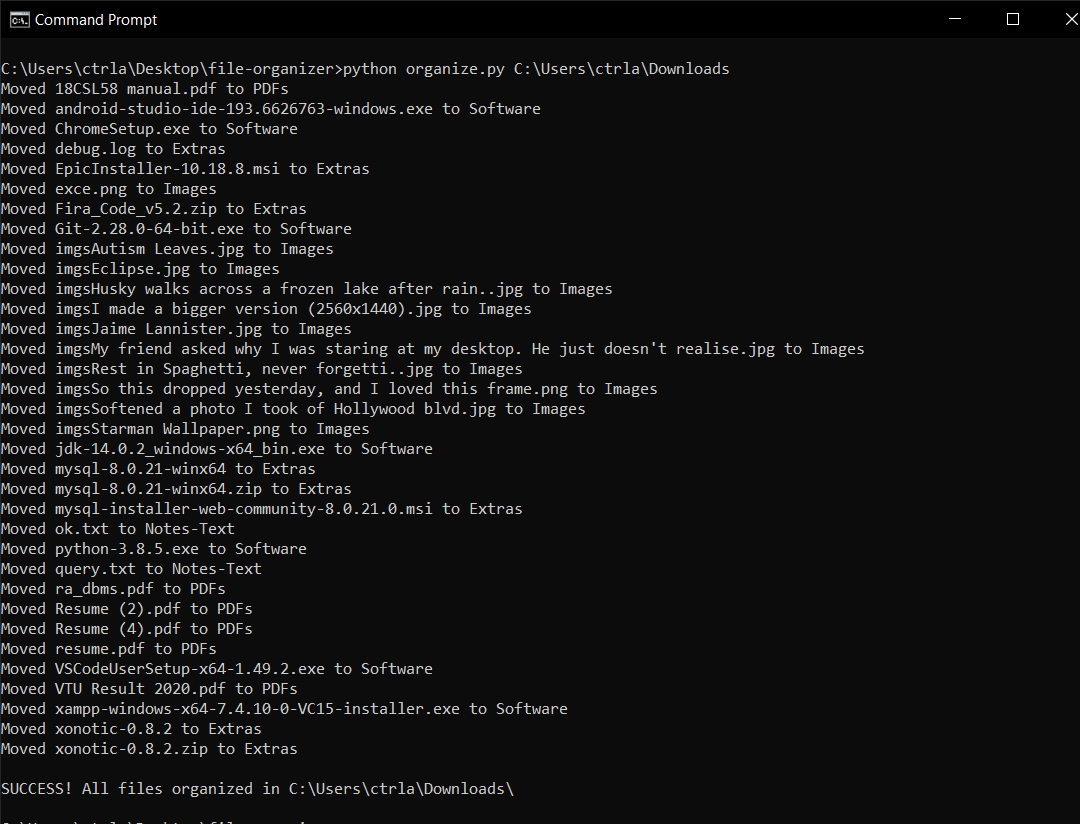 Command Prompt
C:\Users\ctrla\Desktop\file-organizer>python organize.py C:\Users\ctrla\Downloads
Moved 18CSL58 manual.pdf to PDFs
Moved android-studio-ide-193.6626763-windows.exe to Software
Moved ChromeSetup.exe to Software
Moved debug.log to Extras
Moved EpicInstaller-10.18.8.msi to Extras
Moved exce.png to Images
Moved Fira_Code_v5.2.zip to Extras
Moved Git-2.28.0-64-bit.exe to Software
Moved imgsAutism Leaves.jpg to Images
Moved imgsEclipse.jpg to Images
Moved imgsHusky walks across a frozen lake after rain..jpg to Images
Moved imgsI made a bigger version (2560x1440).jpg to Images
Moved imgsJaime Lannister.jpg to Images
Moved imgsMy friend asked why I was staring at my desktop. He just doesn't realise.jpg to Images
Moved imgsRest in Spaghetti, never forgetti..jpg to Images
Moved imgsSo this dropped yesterday, and I loved this frame.png to Images
Moved imgsSoftened a photo I took of Hollywood blvd.jpg to Images
Moved imgsStarman Wallpaper.png to Images
Moved jdk-14.0.2_windows-x64_bin.exe to Software
Moved mysql-8.0.21-winx64 to Extras
Moved mysql-8.0.21-winx64.zip to Extras
Moved mysql-installer-web-community-8.0.21.0.msi to Extras
Moved ok.txt to Notes-Text
Moved python-3.8.5.exe to Software
Moved query.txt to Notes-Text
Moved ra_dbms.pdf to PDFs
Moved Resume (2).pdf to PDFs
Moved Resume (4).pdf to PDFs
Moved resume.pdf to PDFs
Moved VSCodeUserSetup-x64-1.49.2.exe to Software
Moved VTU Result 2020.pdf to PDFs
Moved xampp-windows-x64-7.4.10-0-VC15-installer.exe to Software
Moved xonotic-0.8.2 to Extras
Moved xonotic-0.8.2.zip to Extras
SUCCESS! All files organized in C:\Users\ctrla\Downloads\